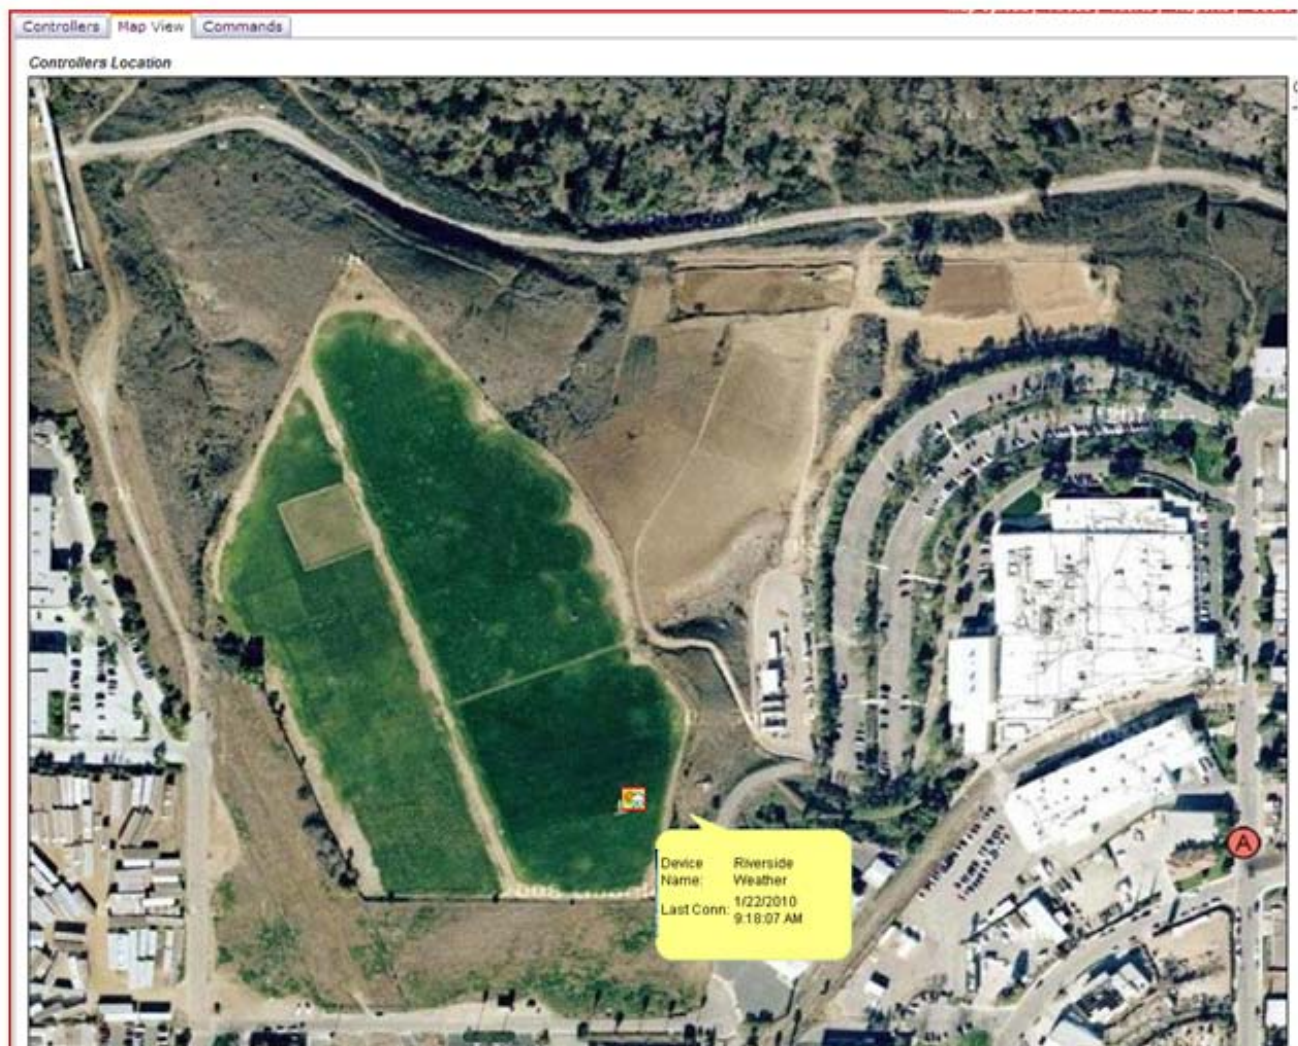 Controllers
Map View
Commands
Controllers Location
Device Name: Riverside Weather
Last Conn: 1/22/2010 9:18:07 AM
A